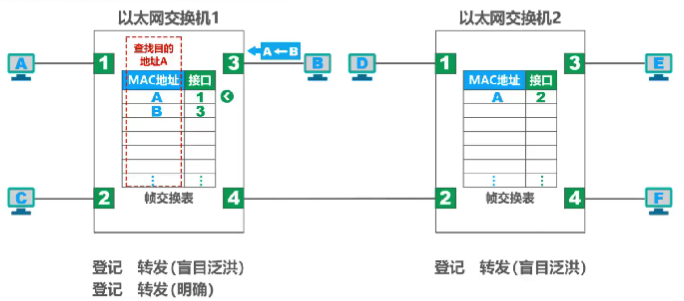 以太网交换机1
以太网交换机2
查找目的
地址A
A←B
A
1
3
B
D
1
3
E
MAC地址 接口
A 1
B 3
MAC地址 接口
A 2
C
2
帧交换表
4
2
帧交换表
4
F
登记 转发(盲目泛洪)
登记 转发(明确)
登记 转发(盲目泛洪)